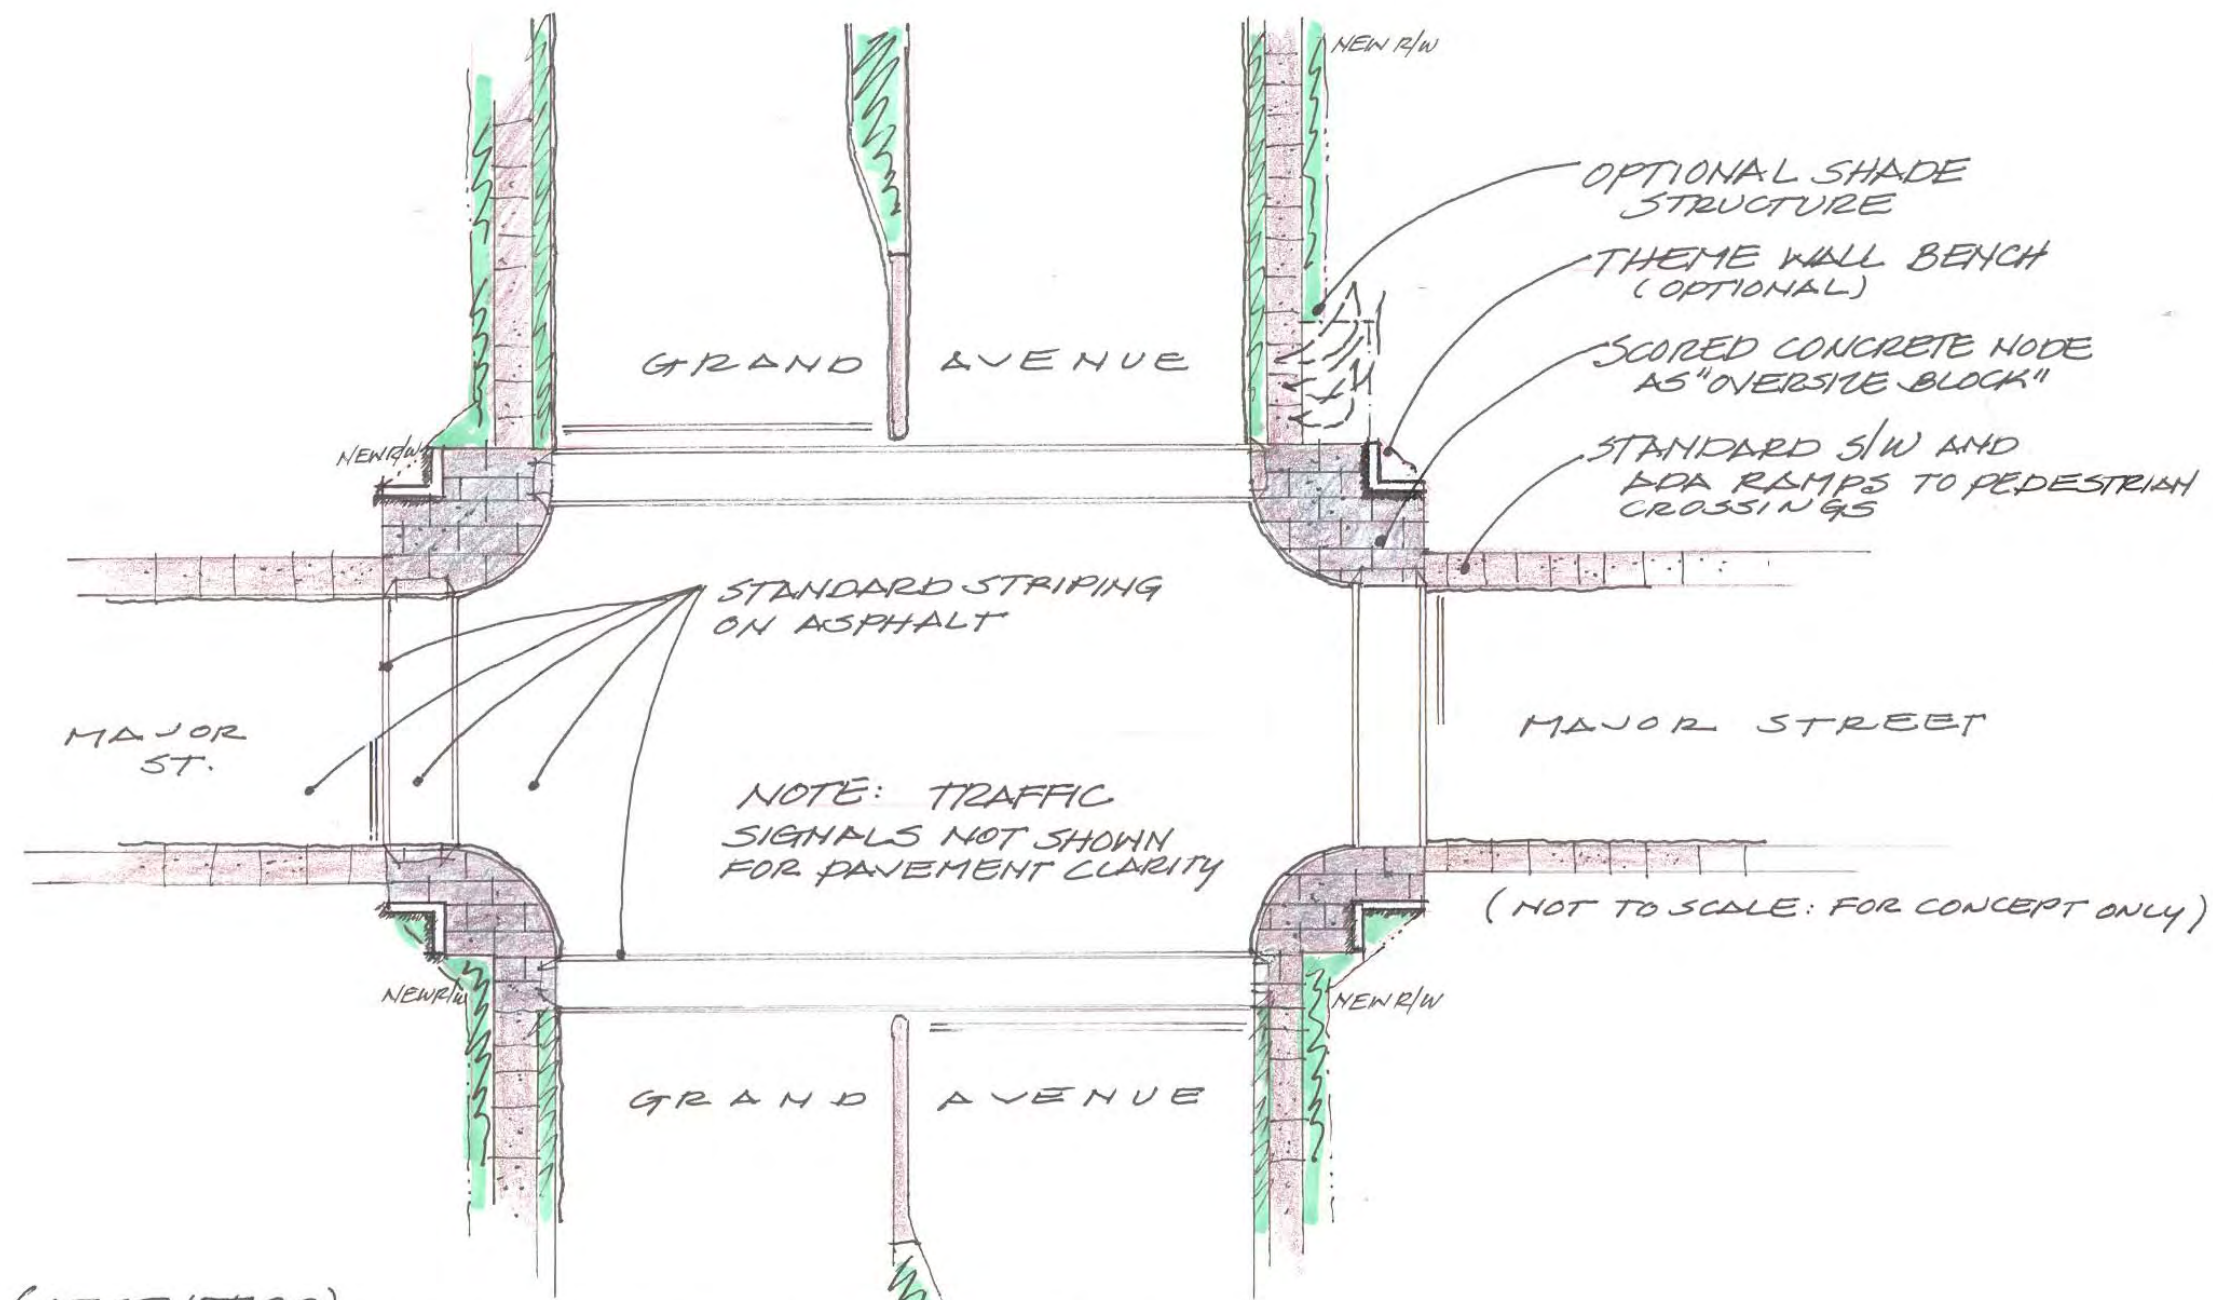 NEW R/W
OPTIONAL SHADE
STRUCTURE
THEME WALL BENCH
(OPTIONAL)
SCORED CONCRETE NODE
AS "OVERSIZE BLOCK"
STANDARD S/W AND
ADA RAMPS TO PEDESTRIAN
CROSSINGS
GRAND AVENUE
NEW R/W
STANDARD STRIPING
ON ASPHALT
MAJOR
ST.
MAJOR STREET
NOTE: TRAFFIC
SIGNALS NOT SHOWN
FOR PAVEMENT CLARITY
(NOT TO SCALE: FOR CONCEPT ONLY)
NEW R/W
NEW R/W
GRAND AVENUE